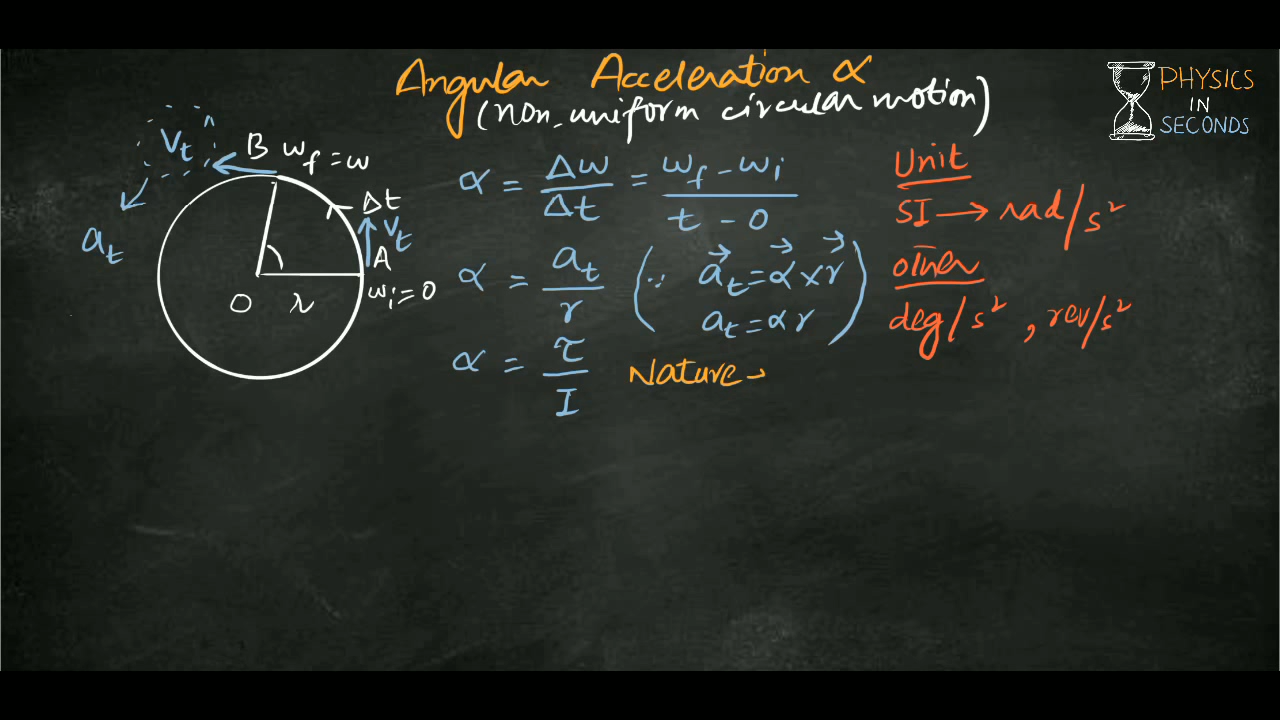 Angular Acceleration α
(non-uniform circular motion)
PHYSICS
IN
SECONDS
Vt
B ωf = ω
Δt
Vt
at
A
O r
ωi = 0
α = Δω/Δt = (ωf - ωi)/(t - 0)
α = at/r (∵ a⃗t = α⃗ × r⃗
at = αr)
α = τ/I
Nature →
Unit
SI → rad/s²
other
deg/s² , rev/s²